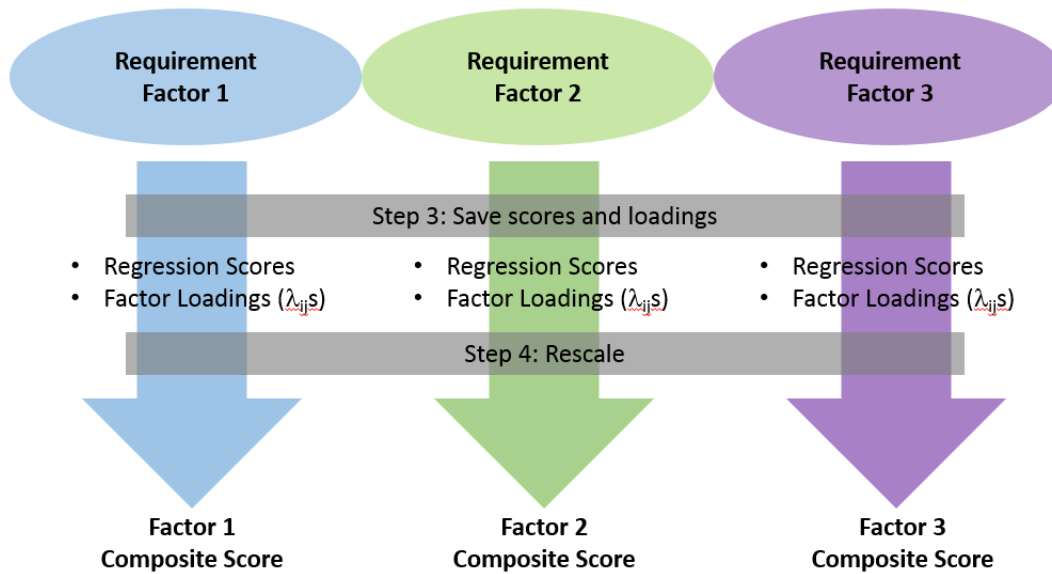 Requirement
Factor 1
Requirement
Factor 2
Requirement
Factor 3
Step 3: Save scores and loadings
• Regression Scores
• Factor Loadings (λijs)
• Regression Scores
• Factor Loadings (λijs)
• Regression Scores
• Factor Loadings (λijs)
Step 4: Rescale
Factor 1
Composite Score
Factor 2
Composite Score
Factor 3
Composite Score